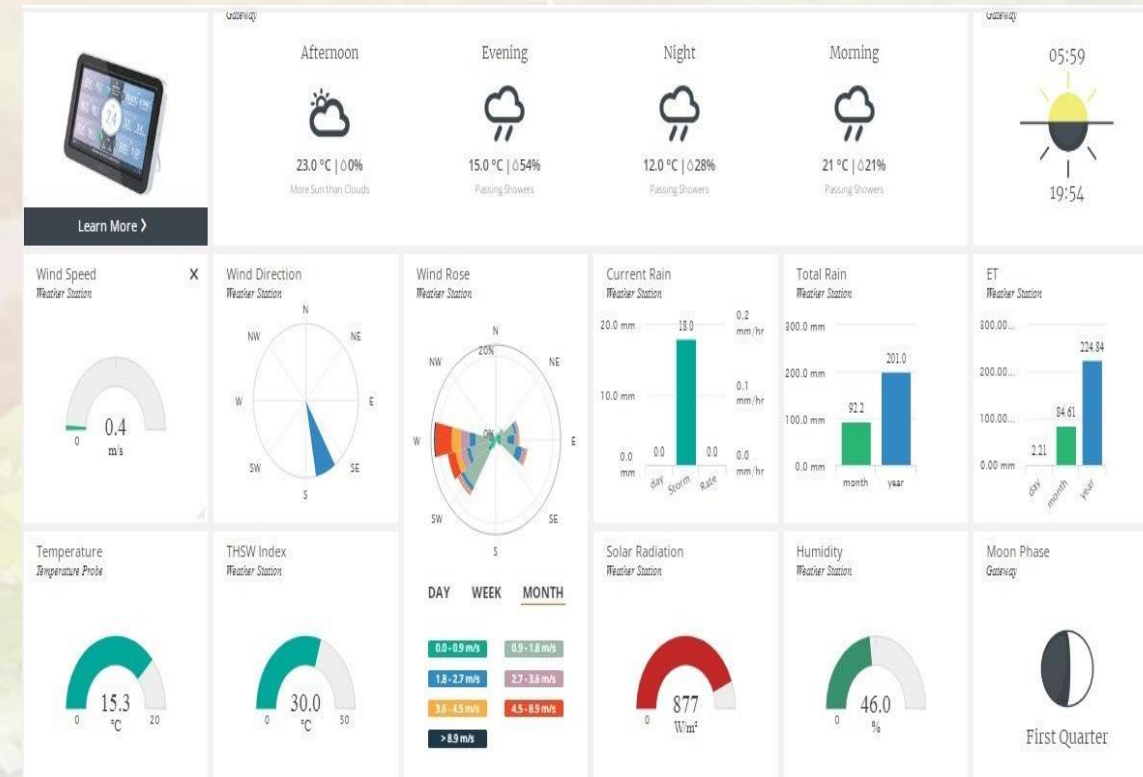 Gateway
Afternoon
Evening
Night
Morning
23.0 °C | 0%
15.0 °C | 54%
12.0 °C | 28%
21 °C | 21%
More Sun than Clouds
Passing Showers
Passing Showers
Passing Showers
Gateway
05:59
19:54
2.4
Learn More ❯
Wind Speed X
Weather Station
0.4
0
m/s
Wind Direction
Weather Station
N
NW NE
W E
SW SE
S
Wind Rose
Weather Station
N
20%
NW NE
0%
W E
SW SE
S
DAY WEEK MONTH
0.0 - 0.9 m/s 0.9 - 1.8 m/s
1.8 - 2.7 m/s 2.7 - 3.6 m/s
3.6 - 4.5 m/s 4.5 - 8.9 m/s
> 8.9 m/s
Current Rain
Weather Station
20.0 mm 18.0 0.2 mm/hr
10.0 mm 0.1 mm/hr
0.0 mm 0.0 0.0 0.0 mm/hr
day Storm Rate
Total Rain
Weather Station
300.0 mm
201.0
200.0 mm
92.2
100.0 mm
0.0 mm
month year
ET
Weather Station
300.00...
224.84
200.00...
84.61
100.00...
2.21
0.00 mm
day month year
Temperature
Temperature Probe
15.3
0 20
°C
THSW Index
Weather Station
30.0
0 50
°C
Solar Radiation
Weather Station
877
0
W/m²
Humidity
Weather Station
46.0
0
%
Moon Phase
Gateway
First Quarter